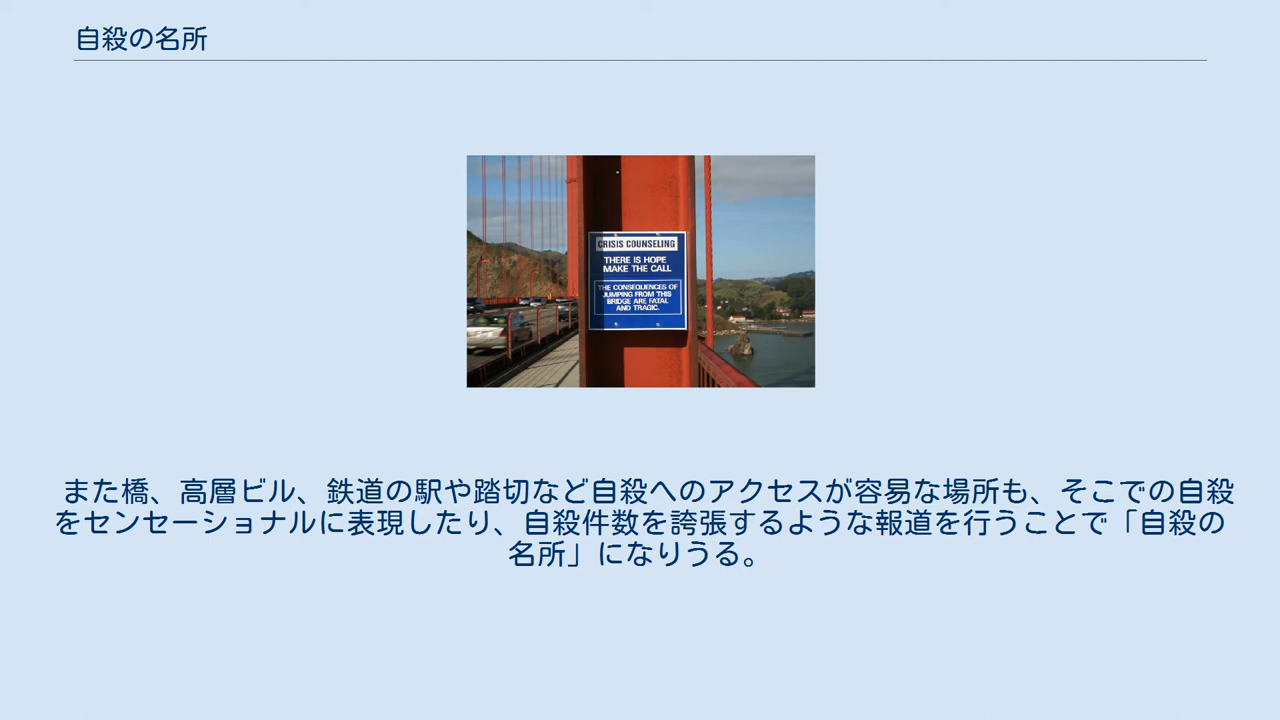 自殺の名所
CRISIS COUNSELING
THERE IS HOPE
MAKE THE CALL
THE CONSEQUENCES OF
JUMPING FROM THIS
BRIDGE ARE FATAL
AND TRAGIC.
また橋、高層ビル、鉄道の駅や踏切など自殺へのアクセスが容易な場所も、そこでの自殺
をセンセーショナルに表現したり、自殺件数を誇張するような報道を行うことで「自殺の
名所」になりうる。